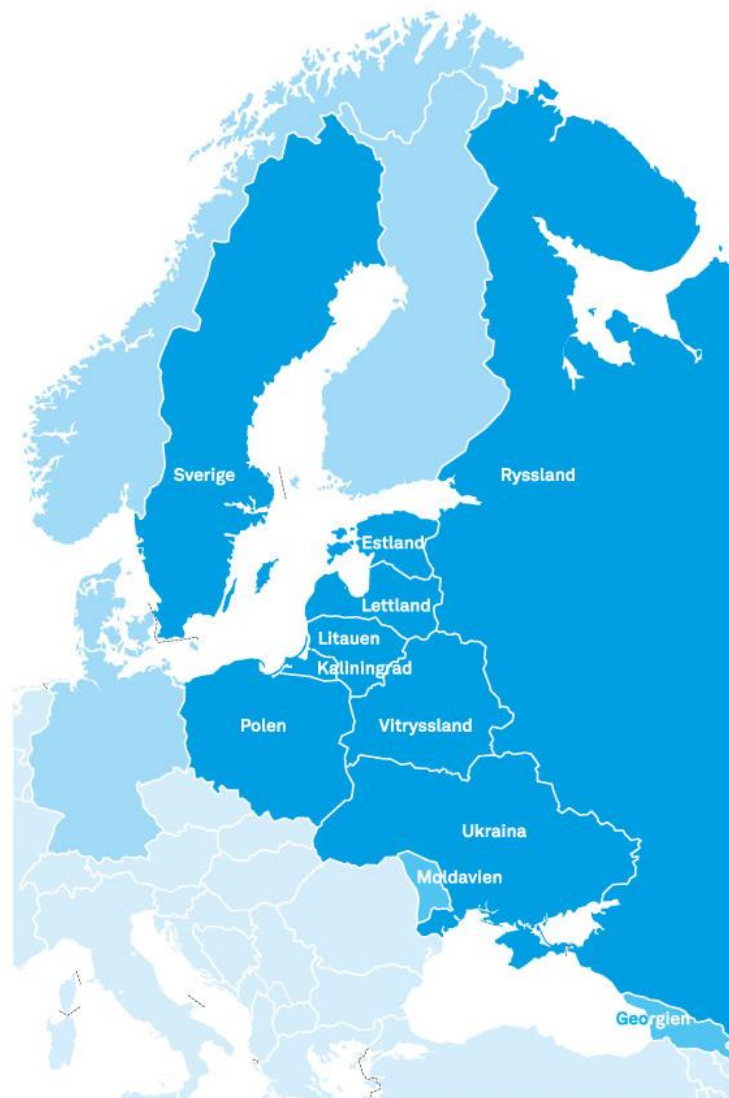 Sverige
Ryssland
Estland
Lettland
Litauen
Kaliningrad
Polen
Vitryssland
Ukraina
Moldavien
Georgien